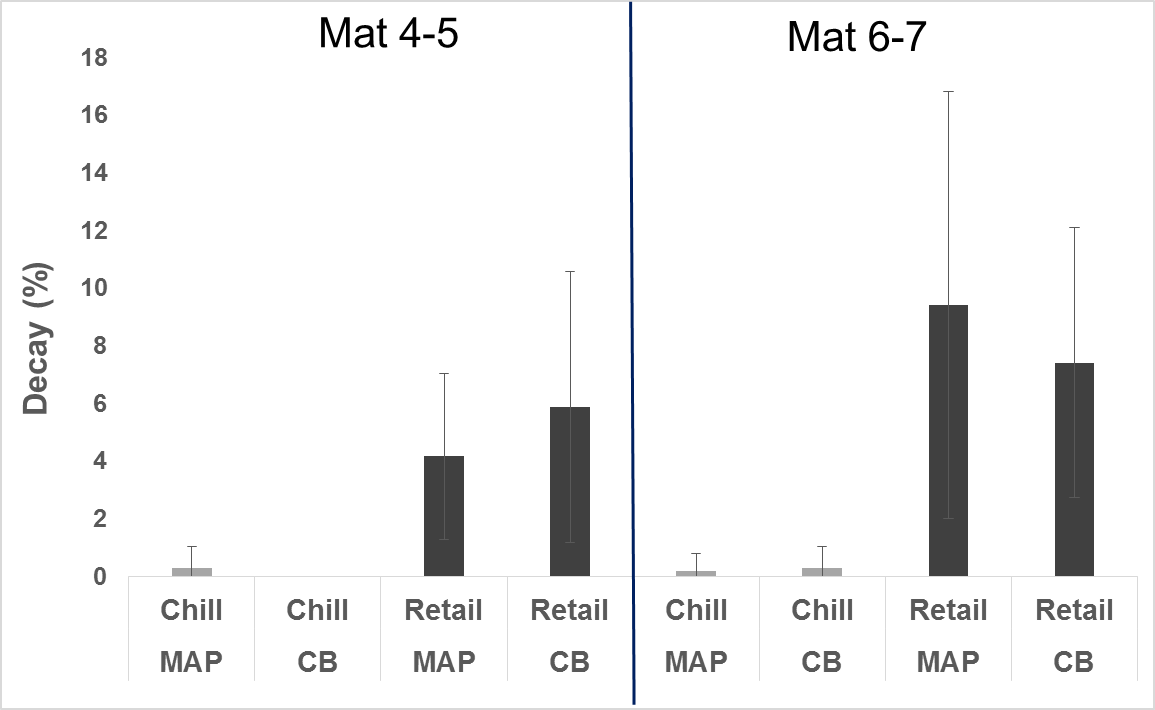 Mat 4-5
Mat 6-7
Decay (%)
18
16
14
12
10
8
6
4
2
0
Chill Chill Retail Retail Chill Chill Retail Retail
MAP CB MAP CB MAP CB MAP CB